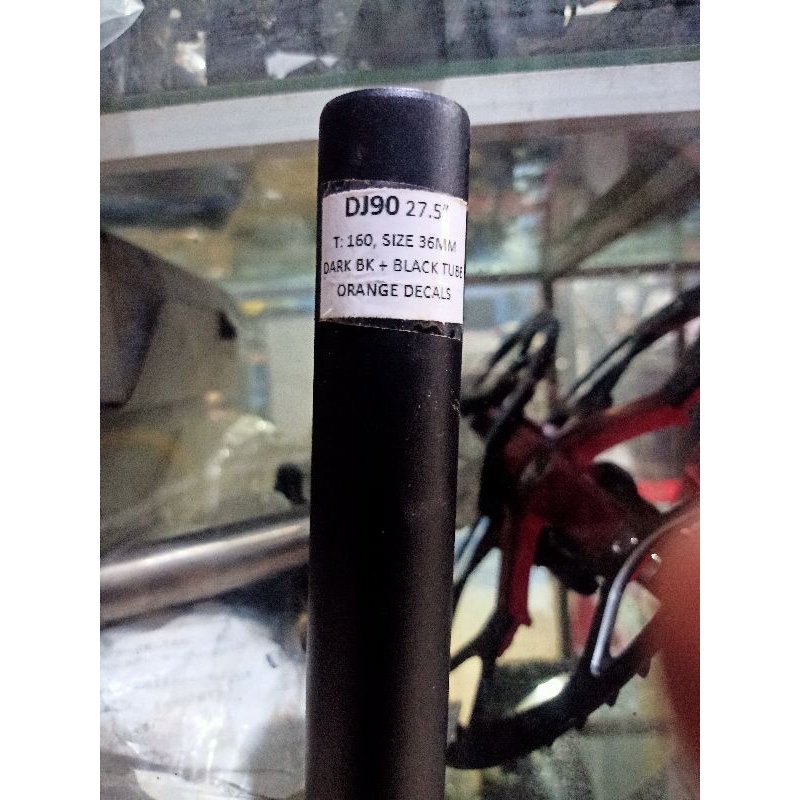 DJ90 27.5"
T: 160, SIZE 36MM
DARK BK + BLACK TUBE
ORANGE DECALS